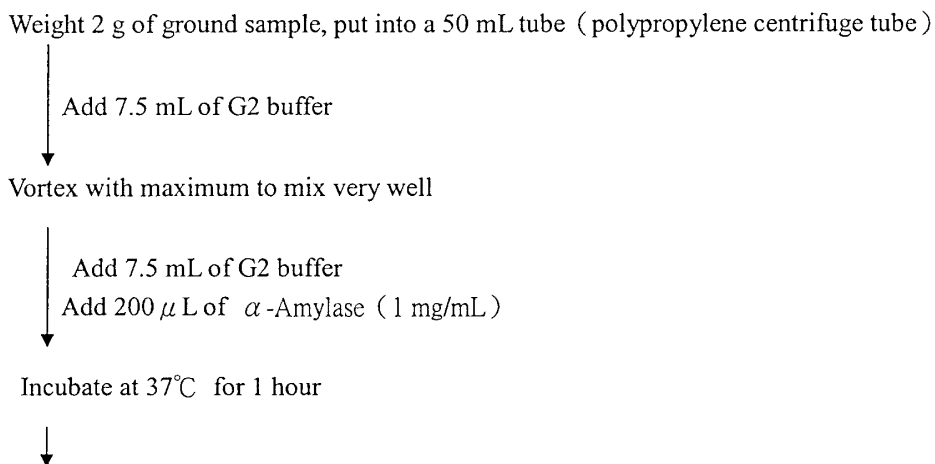 Weight 2 g of ground sample, put into a 50 mL tube（polypropylene centrifuge tube）
Add 7.5 mL of G2 buffer
Vortex with maximum to mix very well
Add 7.5 mL of G2 buffer
Add 200 μL of α-Amylase（1 mg/mL）
Incubate at 37℃ for 1 hour